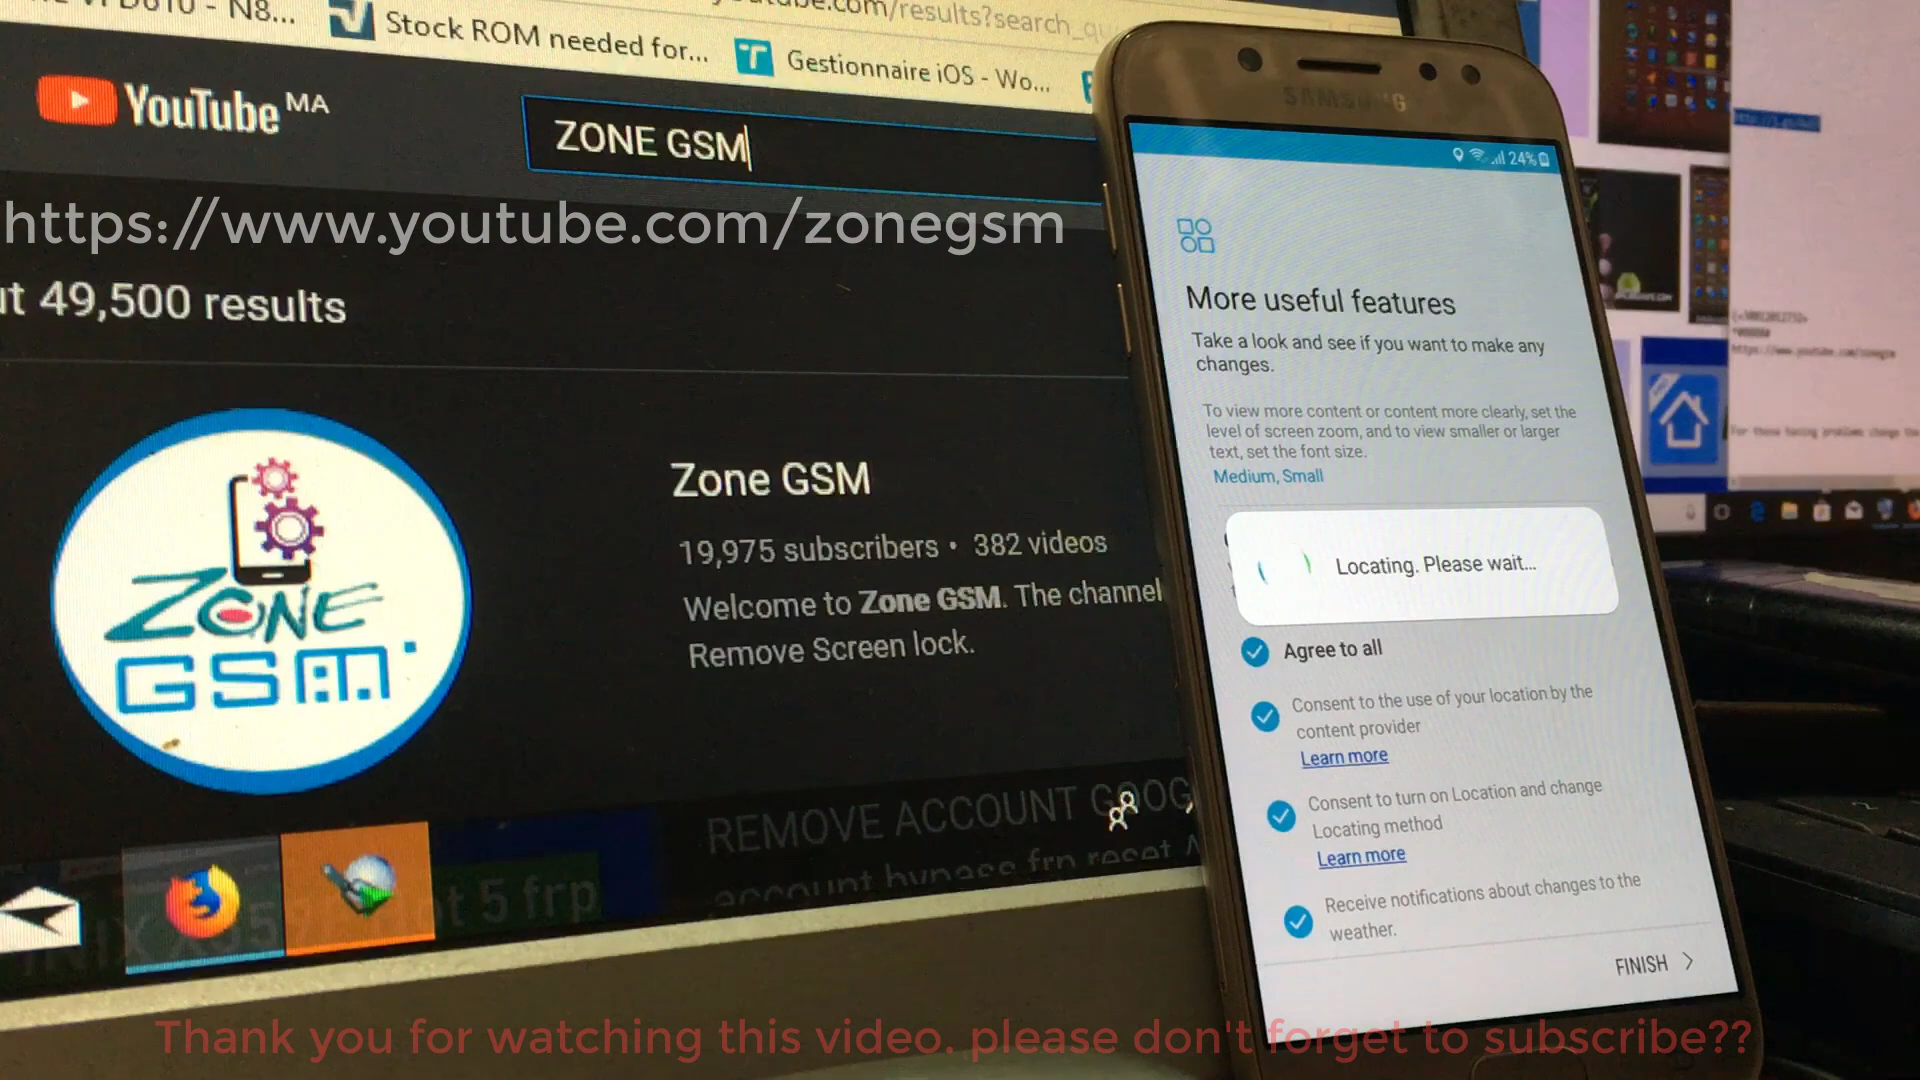 Stock ROM needed for...
Gestionnaire iOS - Wo...
YouTube MA
ZONE GSM
https://www.youtube.com/zonegsm
49,500 results
ZONE
GSM
Zone GSM
19,975 subscribers • 382 videos
Welcome to Zone GSM. The channel
Remove Screen lock.
REMOVE ACCOUNT
5 frp
SAMSUNG
24%
More useful features
Take a look and see if you want to make any
changes.
To view more content or content more clearly, set the
level of screen zoom, and to view smaller or larger
text, set the font size.
Medium, Small
Locating. Please wait...
Agree to all
Consent to the use of your location by the
content provider
Learn more
Consent to turn on Location and change
Locating method
Learn more
Receive notifications about changes to the
weather.
FINISH >
Thank you for watching this video. please don't forget to subscribe??